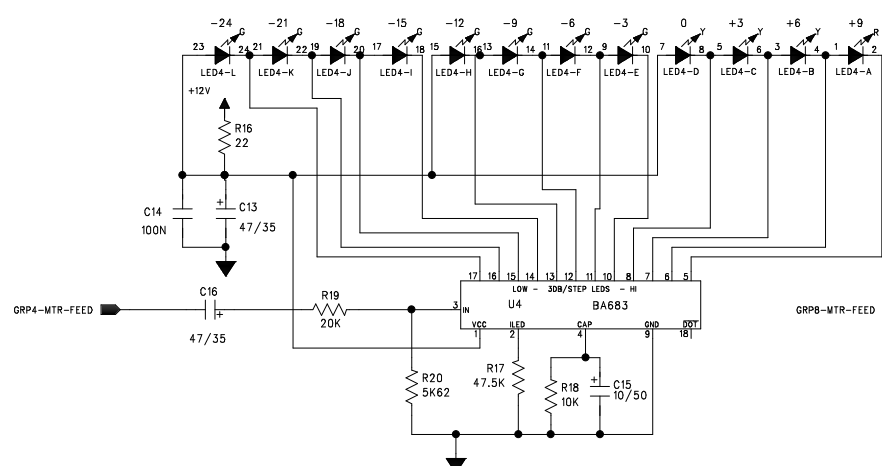 -24 -21 -18 -15 -12 -9 -6 -3 0 +3 +6 +9
G G G G G G G G Y Y Y R
23 24 21 22 19 20 17 18 15 16 13 14 11 12 9 10 7 8 5 6 3 4 1 2
LED4-L LED4-K LED4-J LED4-I LED4-H LED4-G LED4-F LED4-E LED4-D LED4-C LED4-B LED4-A
+12V
R16
22
C14
100N
+
C13
47/35
17 16 15 14 13 12 11 10 8 7 6 5
LOW - 3DB/STEP LEDS - HI
GRP4-MTR-FEED
C16
+
47/35
R19
20K
3 IN
U4
BA683
GRP8-MTR-FEED
VCC ILED CAP GND DOT
1 2 4 9 18
R20
5K62
R17
47.5K
R18
10K
+
C15
10/50